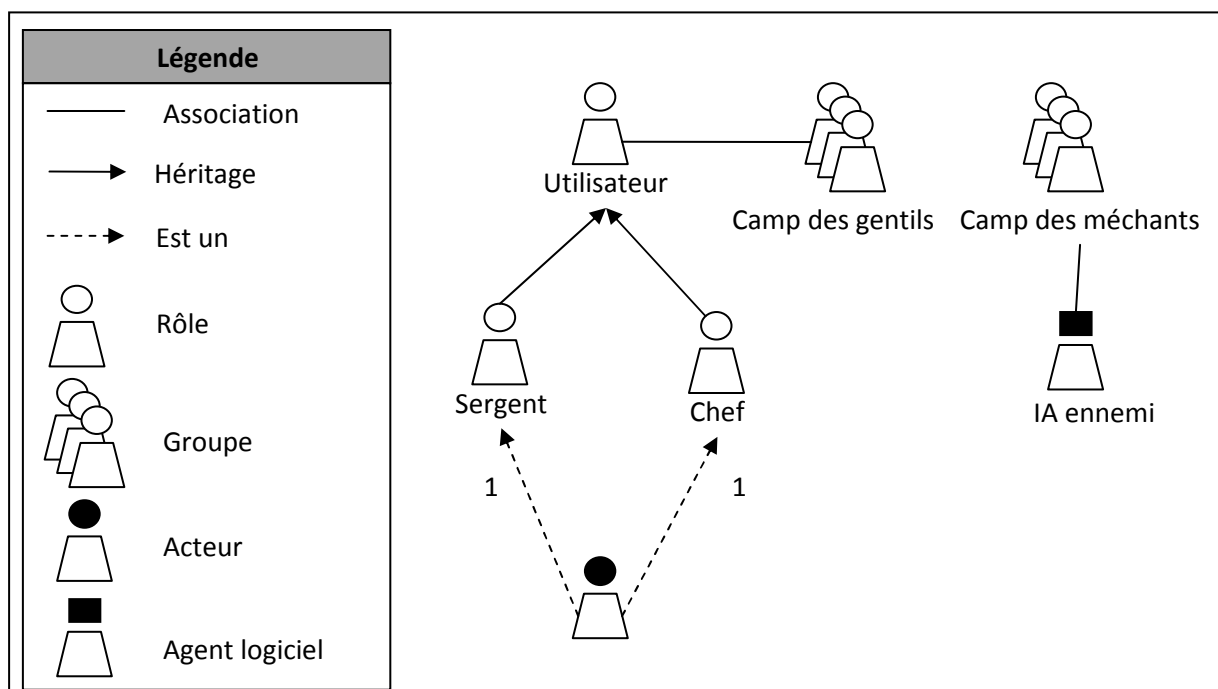 Légende
Association
Héritage
Est un
Rôle
Groupe
Acteur
Agent logiciel
Utilisateur
Camp des gentils
Camp des méchants
Sergent
Chef
IA ennemi
1
1